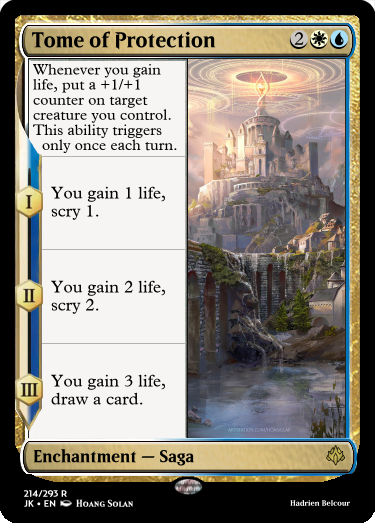 Tome of Protection 2
Whenever you gain
life, put a +1/+1
counter on target
creature you control.
This ability triggers
only once each turn.
I
You gain 1 life,
scry 1.
II
You gain 2 life,
scry 2.
III
You gain 3 life,
draw a card.
Enchantment — Saga
214/293 R
JK • EN Hoang Solan
Hadrien Belcour